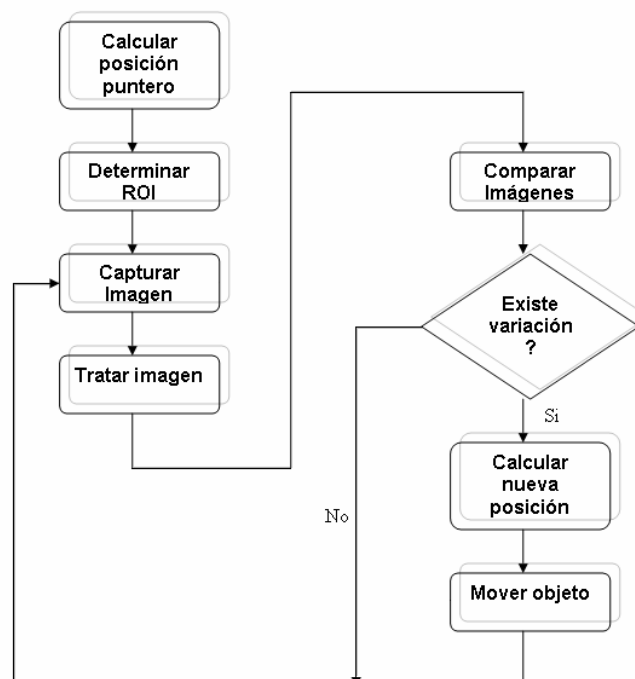 Calcular
posición
puntero
Determinar
ROI
Capturar
Imagen
Tratar imagen
Comparar
Imágenes
Existe
variación
?
Si
Calcular
nueva
posición
No
Mover objeto